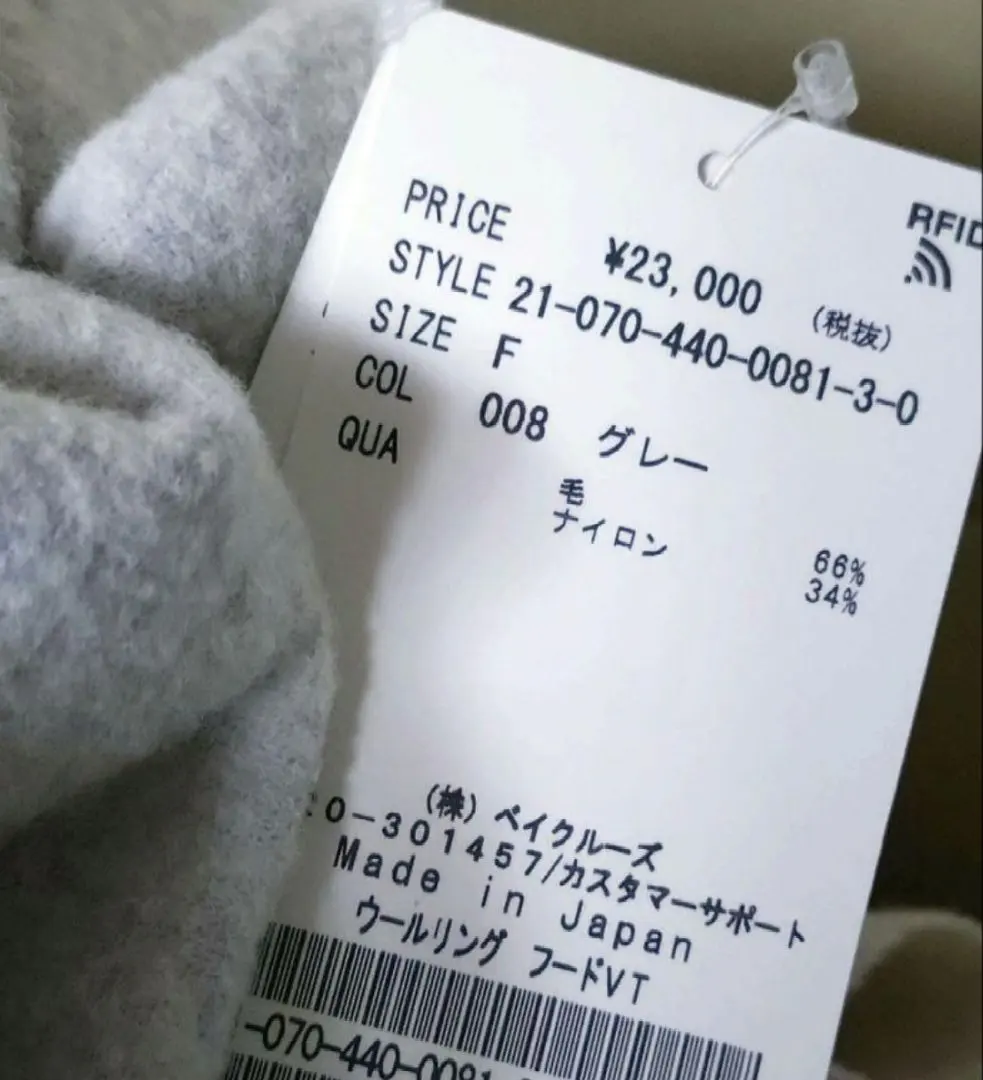 RFID
PRICE ¥23,000 (税抜)
STYLE 21-070-440-0081-3-0
SIZE F
COL 008 グレー
QUA
毛 66%
ナイロン 34%
(株) ベイクルーズ
20-301457/カスタマーサポート
Made in Japan
ウールリング フードVT
-070-440-0081